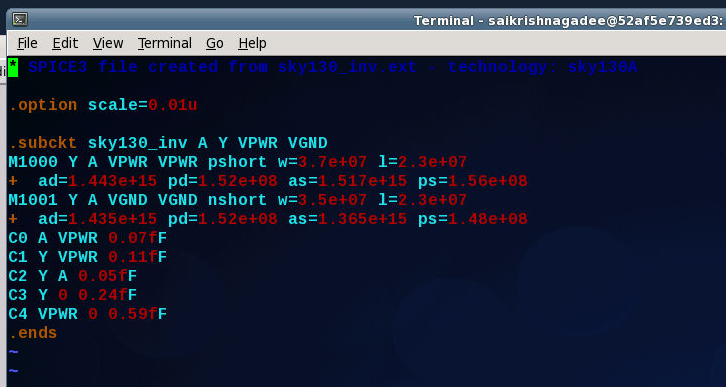 Terminal - saikrishnagadee@52af5e739ed3:
File Edit View Terminal Go Help
* SPICE3 file created from sky130_inv.ext - technology: sky130A
.option scale=0.01u
.subckt sky130_inv A Y VPWR VGND
M1000 Y A VPWR VPWR pshort w=3.7e+07 l=2.3e+07
+ ad=1.443e+15 pd=1.52e+08 as=1.517e+15 ps=1.56e+08
M1001 Y A VGND VGND nshort w=3.5e+07 l=2.3e+07
+ ad=1.435e+15 pd=1.52e+08 as=1.365e+15 ps=1.48e+08
C0 A VPWR 0.07fF
C1 Y VPWR 0.11fF
C2 Y A 0.05fF
C3 Y 0 0.24fF
C4 VPWR 0 0.59fF
.ends
~
~